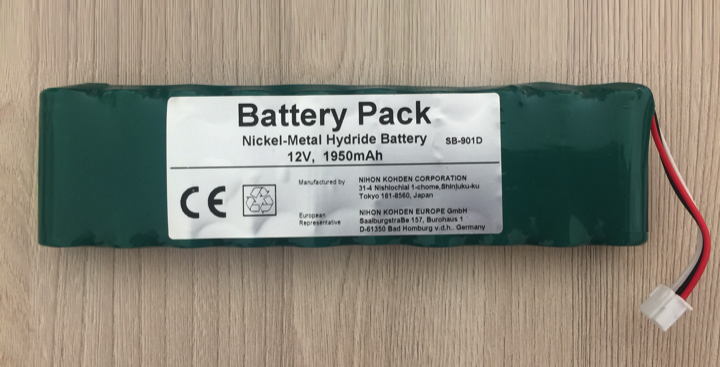 Battery Pack
Nickel-Metal Hydride Battery SB-901D
12V, 1950mAh
CE
Manufactured by NIHON KOHDEN CORPORATION
31-4 Nishiochiai 1-chome,Shinjuku-ku
Tokyo 161-8560, Japan
European Representative NIHON KOHDEN EUROPE GmbH
Saalburgstraße 157, Burohaus 1
D-61350 Bad Homburg v.d.h. Germany